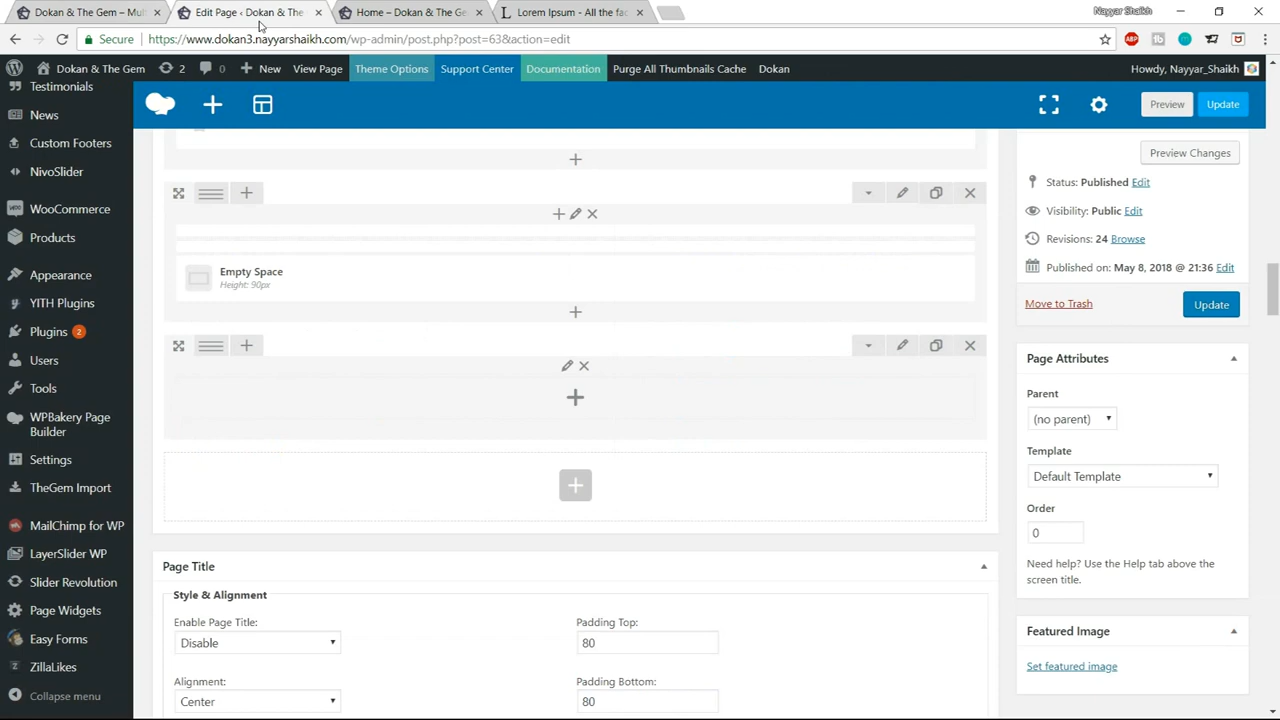 Dokan & The Gem – Mul
Edit Page ‹ Dokan & The
Home – Dokan & The Ge
Lorem Ipsum - All the fac
Nayyar Shaikh
Secure
https://www.dokan3.nayyarshaikh.com/wp-admin/post.php?post=63&action=edit
Dokan & The Gem 2 0 New View Page Theme Options Support Center Documentation Purge All Thumbnails Cache Dokan Howdy, Nayyar_Shaikh
Testimonials
News
Custom Footers
NivoSlider
WooCommerce
Products
Appearance
YITH Plugins
Plugins 2
Users
Tools
WPBakery Page
Builder
Settings
TheGem Import
MailChimp for WP
LayerSlider WP
Slider Revolution
Page Widgets
Easy Forms
ZillaLikes
Collapse menu
Preview Update
Empty Space
Height: 90px
Page Title
Style & Alignment
Enable Page Title:
Disable
Padding Top:
80
Alignment:
Center
Padding Bottom:
80
Preview Changes
Status: Published Edit
Visibility: Public Edit
Revisions: 24 Browse
Published on: May 8, 2018 @ 21:36 Edit
Move to Trash Update
Page Attributes
Parent
(no parent)
Template
Default Template
Order
0
Need help? Use the Help tab above the
screen title.
Featured Image
Set featured image